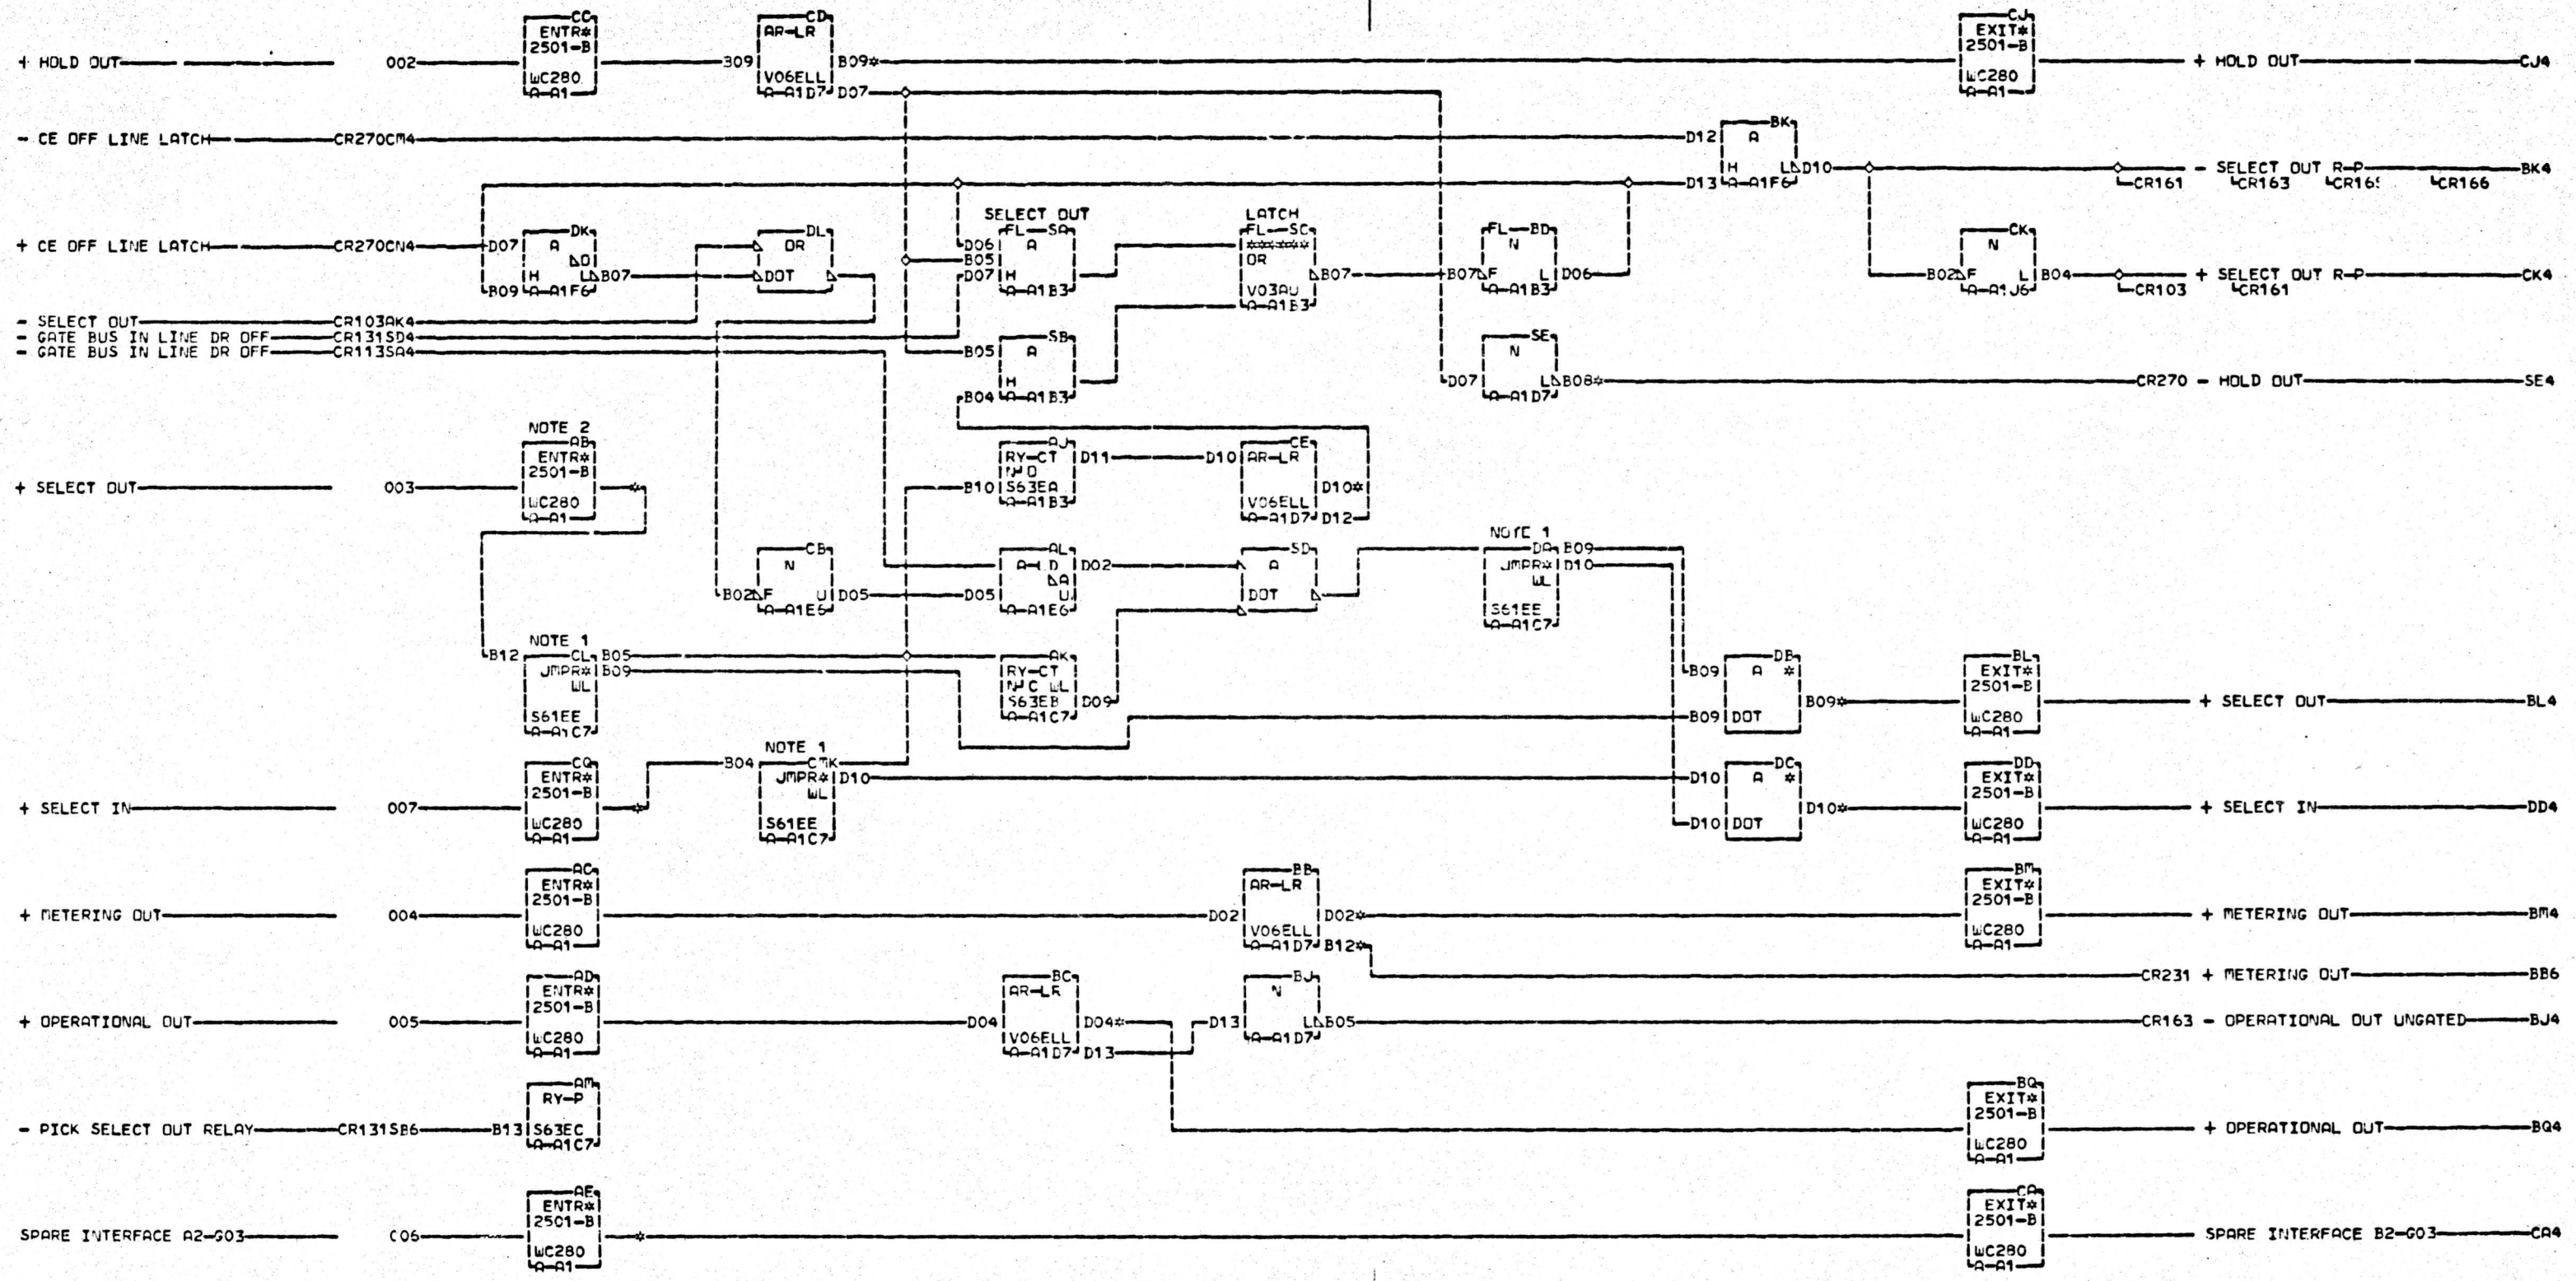 + HOLD OUT 002
CC ENTR* 2501-B WC280 A-A1
CD AR-LR V06ELL A-A1D7
B09*
D07
CJ EXIT* 2501-B WC280 A-A1
+ HOLD OUT CJ4
- CE OFF LINE LATCH CR270CM4
D12
D13
BK A H L A-A1F6
D10
CR161
- SELECT OUT R-P BK4
CR163 CR166
+ CE OFF LINE LATCH CR270CN4
D07
B09
DK A O H L A-A1F6
B07
DL OR DOT
SELECT OUT
D06
B05
D07
FL-SA A H A-A1B3
LATCH
FL-SC ****** OR V03AU A-A1B3
B07
B07
FL-BD N F L A-A1B3
D06
B02
CK N F L A-A1J6
B04
CR103
+ SELECT OUT R-P CK4
CR161
- SELECT OUT CR103AK4
- GATE BUS IN LINE DR OFF CR131SD4
- GATE BUS IN LINE DR OFF CR113SA4
B05
B04
SB A H A-A1B3
D07
SE N L A-A1D7
B08*
CR270 - HOLD OUT SE4
NOTE 2
+ SELECT OUT 003
AB ENTR* 2501-B WC280 A-A1
*
B10
AJ RY-CT S63EA A-A1B3
D11
D10
CE AR-LR V06ELL A-A1D7
D10*
D12
B02
CB N F U A-A1E6
D05
D05
AL A U A-A1E6
D02
SD A DOT
NOTE 1
DA JMPR* WL S61EE A-A1C7
B09
D10
NOTE 1
B12
CL JMPR* WL S61EE A-A1C7
B05
B09
AK RY-CT WL S63EB A-A1C7
D09
B09
B09
DB A * DOT
B09*
BL EXIT* 2501-B WC280 A-A1
+ SELECT OUT BL4
+ SELECT IN 007
CQ ENTR* 2501-B WC280 A-A1
*
B04
NOTE 1
JMPR* WL S61EE A-A1C7
D10
D10
D10
DC A * DOT
D10*
DD EXIT* 2501-B WC280 A-A1
+ SELECT IN DD4
+ METERING OUT 004
AC ENTR* 2501-B WC280 A-A1
D02
BB AR-LR V06ELL A-A1D7
D02*
B12*
BM EXIT* 2501-B WC280 A-A1
+ METERING OUT BM4
CR231 + METERING OUT BB6
+ OPERATIONAL OUT 005
AD ENTR* 2501-B WC280 A-A1
D04
BC AR-LR V06ELL A-A1D7
D04*
D13
D13
BJ N L A-A1D7
B05
CR163 - OPERATIONAL OUT UNGATED BJ4
- PICK SELECT OUT RELAY CR131SB6
B13
AM RY-P S63EC A-A1C7
BQ EXIT* 2501-B WC280 A-A1
+ OPERATIONAL OUT BQ4
SPARE INTERFACE A2-G03
AE ENTR* 2501-B WC280 A-A1
*
CA EXIT* 2501-B WC280 A-A1
SPARE INTERFACE B2-G03 CA4